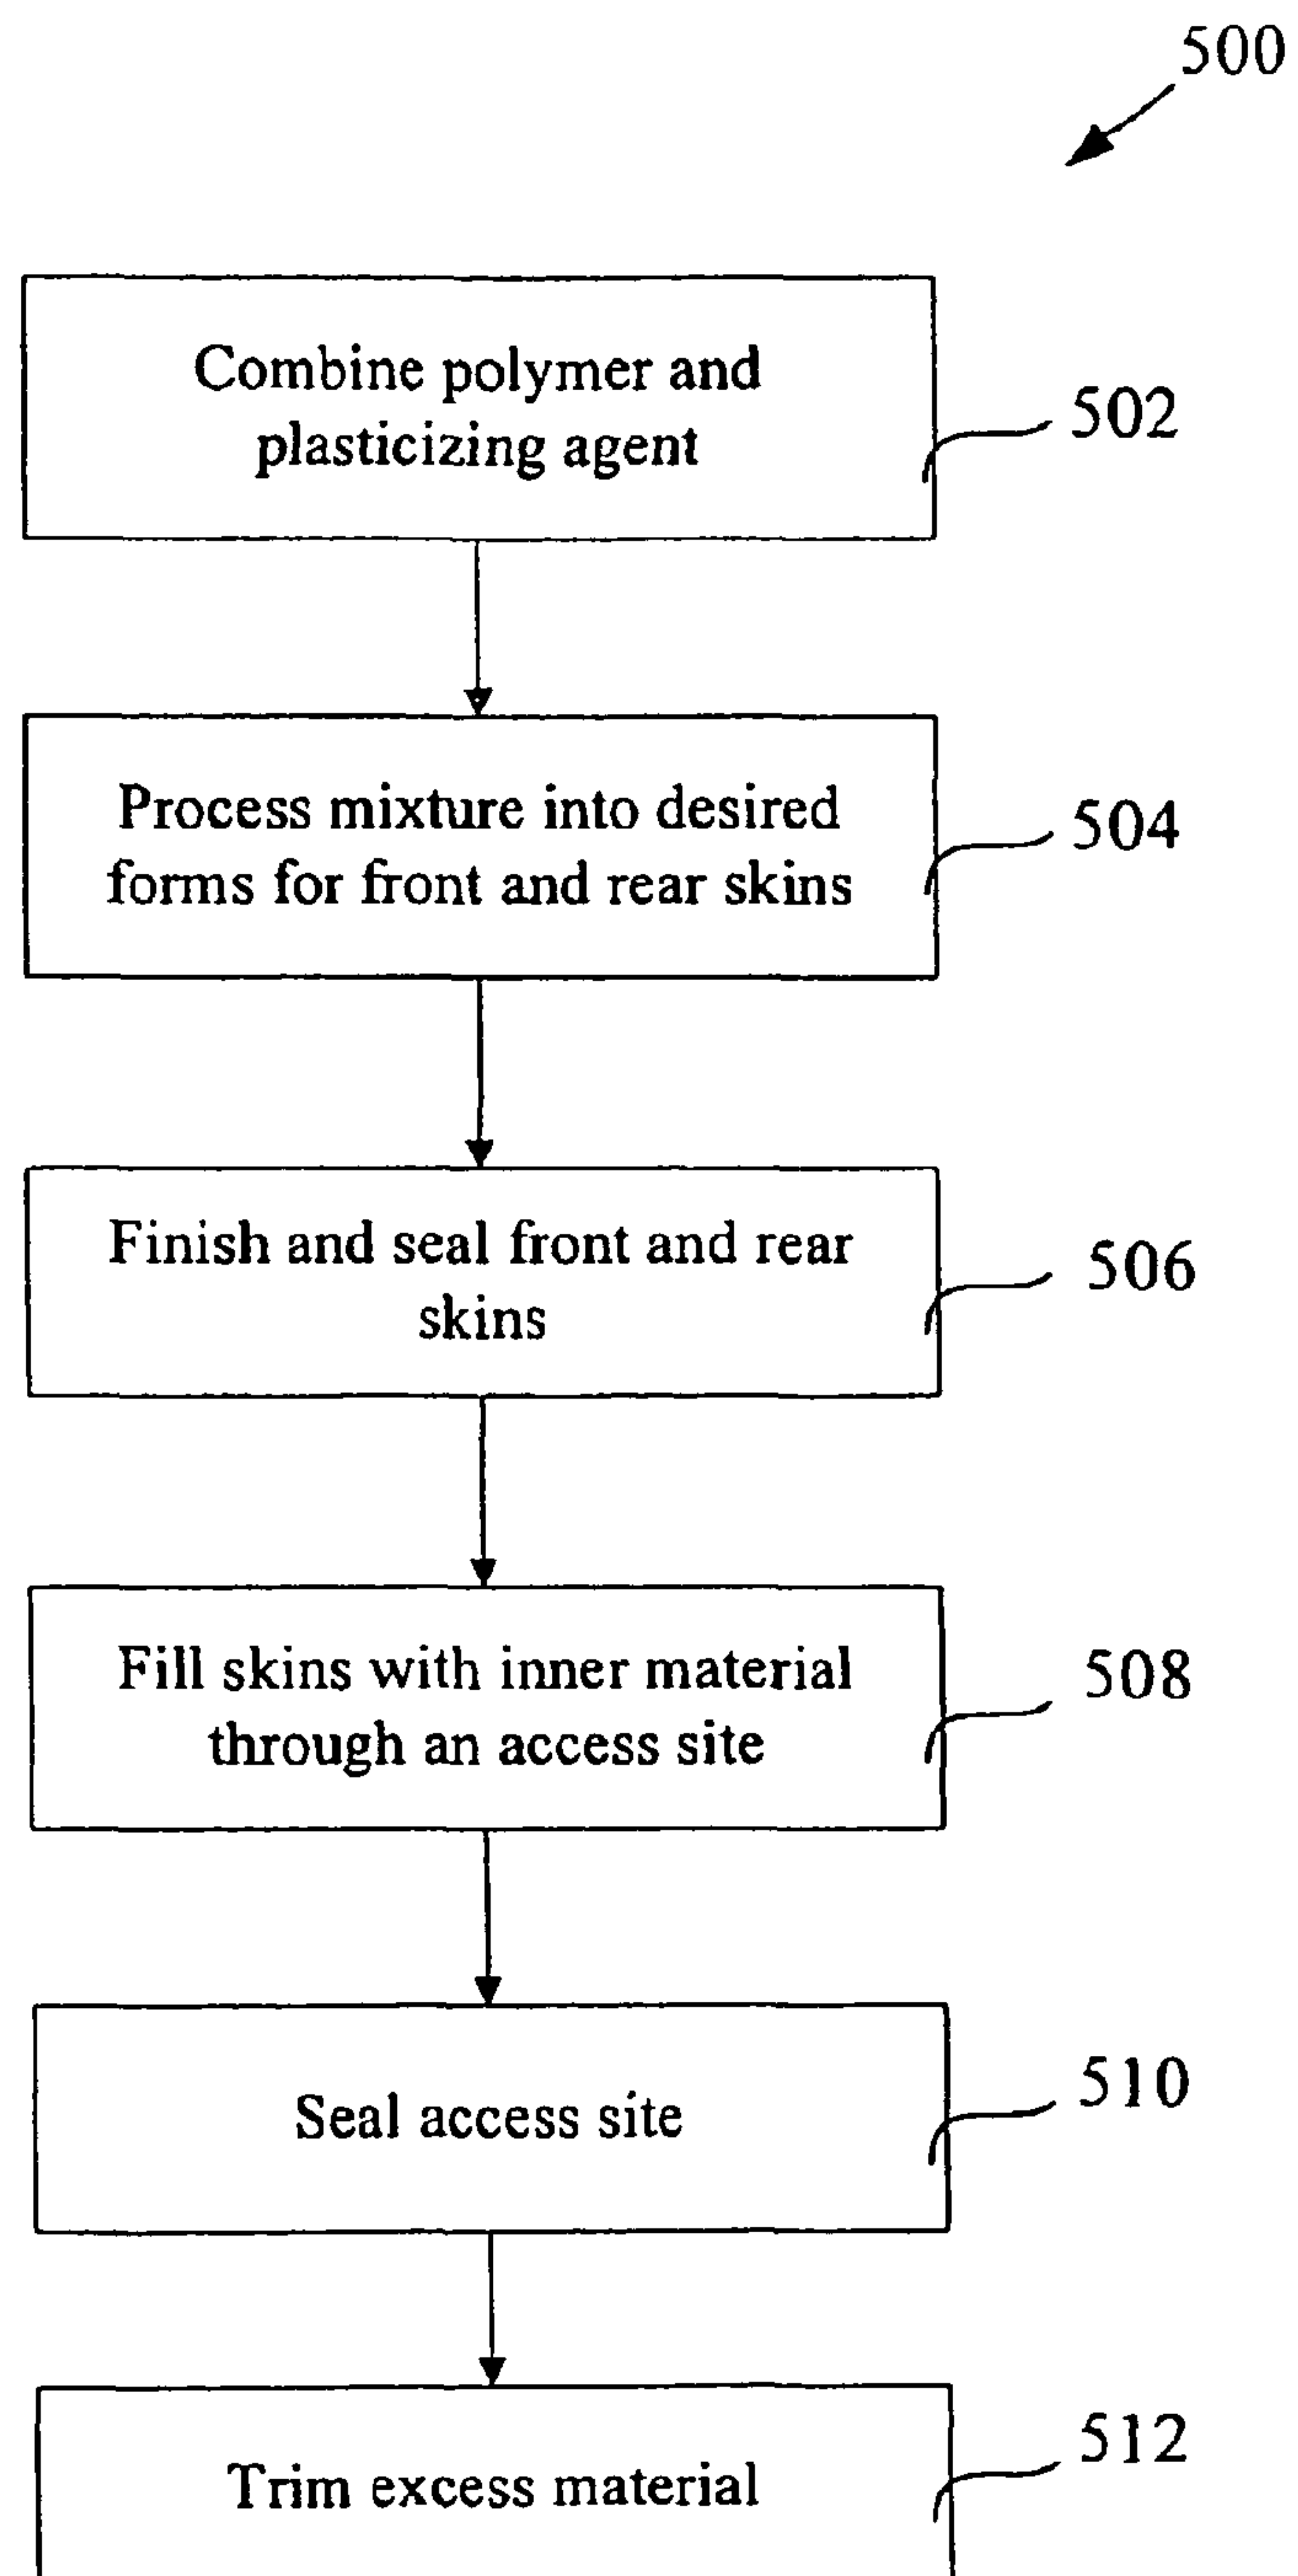 500
Combine polymer and
plasticizing agent
502
Process mixture into desired
forms for front and rear skins
504
Finish and seal front and rear
skins
506
Fill skins with inner material
through an access site
508
Seal access site
510
Trim excess material
512